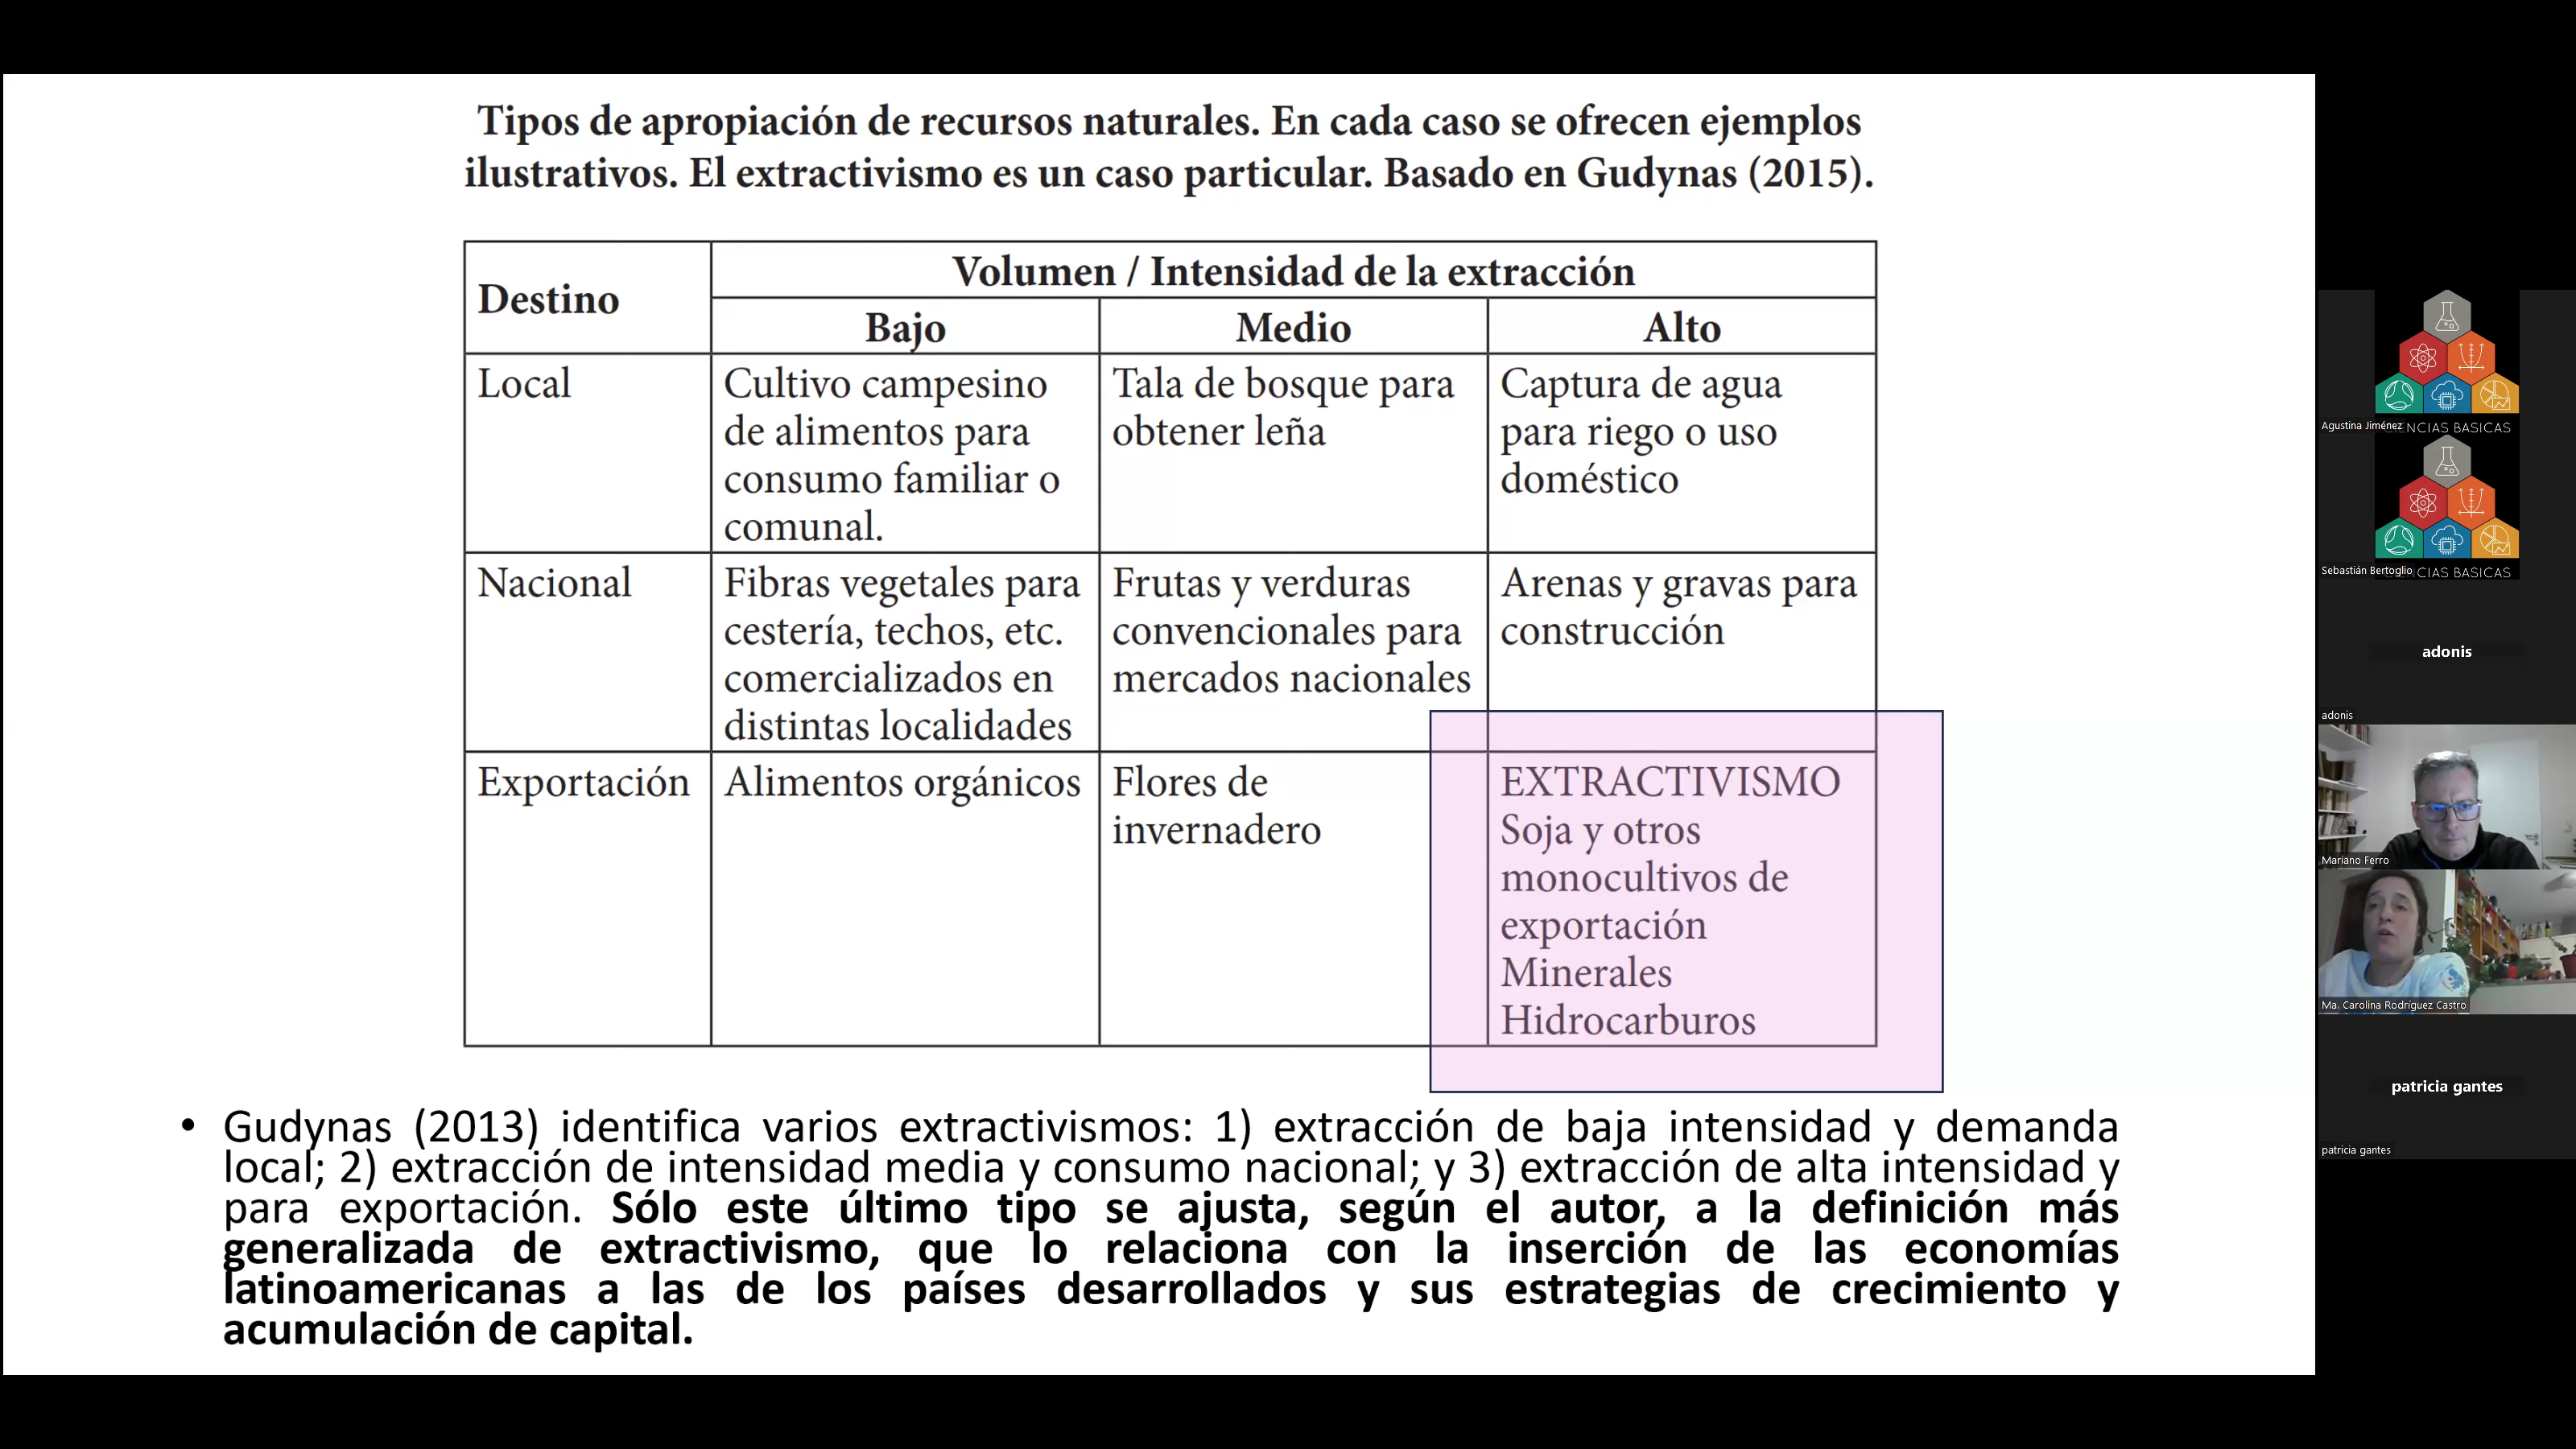 Tipos de apropiación de recursos naturales. En cada caso se ofrecen ejemplos
ilustrativos. El extractivismo es un caso particular. Basado en Gudynas (2015).
Destino
Volumen / Intensidad de la extracción
Bajo
Medio
Alto
Local
Cultivo campesino
de alimentos para
consumo familiar o
comunal.
Tala de bosque para
obtener leña
Captura de agua
para riego o uso
doméstico
Nacional
Fibras vegetales para
cestería, techos, etc.
comercializados en
distintas localidades
Frutas y verduras
convencionales para
mercados nacionales
Arenas y gravas para
construcción
Exportación
Alimentos orgánicos
Flores de
invernadero
EXTRACTIVISMO
Soja y otros
monocultivos de
exportación
Minerales
Hidrocarburos
• Gudynas (2013) identifica varios extractivismos: 1) extracción de baja intensidad y demanda
local; 2) extracción de intensidad media y consumo nacional; y 3) extracción de alta intensidad y
para exportación. Sólo este último tipo se ajusta, según el autor, a la definición más
generalizada de extractivismo, que lo relaciona con la inserción de las economías
latinoamericanas a las de los países desarrollados y sus estrategias de crecimiento y
acumulación de capital.
Agustina Jiménez
NCIAS BASICAS
Sebastián Bertoglio
CIAS BASICAS
adonis
adonis
Mariano Ferro
Ma. Carolina Rodríguez Castro
patricia gantes
patricia gantes